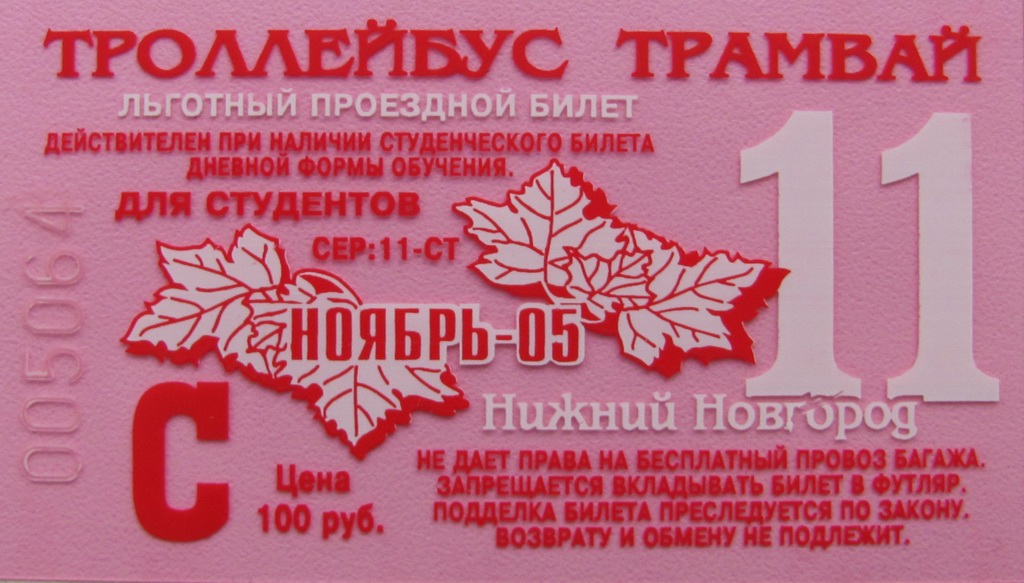 ТРОЛЛЕЙБУС ТРАМВАЙ
ЛЬГОТНЫЙ ПРОЕЗДНОЙ БИЛЕТ
ДЕЙСТВИТЕЛЕН ПРИ НАЛИЧИИ СТУДЕНЧЕСКОГО БИЛЕТА
ДНЕВНОЙ ФОРМЫ ОБУЧЕНИЯ.
ДЛЯ СТУДЕНТОВ
СЕР:11-СТ
11
005064
НОЯБРЬ-05
Нижний Новгород
С
Цена
100 руб.
НЕ ДАЕТ ПРАВА НА БЕСПЛАТНЫЙ ПРОВОЗ БАГАЖА.
ЗАПРЕЩАЕТСЯ ВКЛАДЫВАТЬ БИЛЕТ В ФУТЛЯР.
ПОДДЕЛКА БИЛЕТА ПРЕСЛЕДУЕТСЯ ПО ЗАКОНУ.
ВОЗВРАТУ И ОБМЕНУ НЕ ПОДЛЕЖИТ.